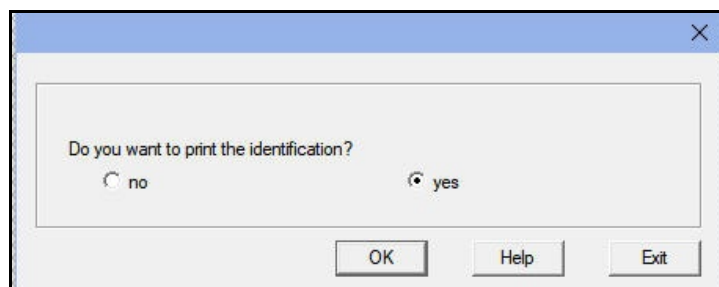 Do you want to print the identification?
no yes
OK Help Exit